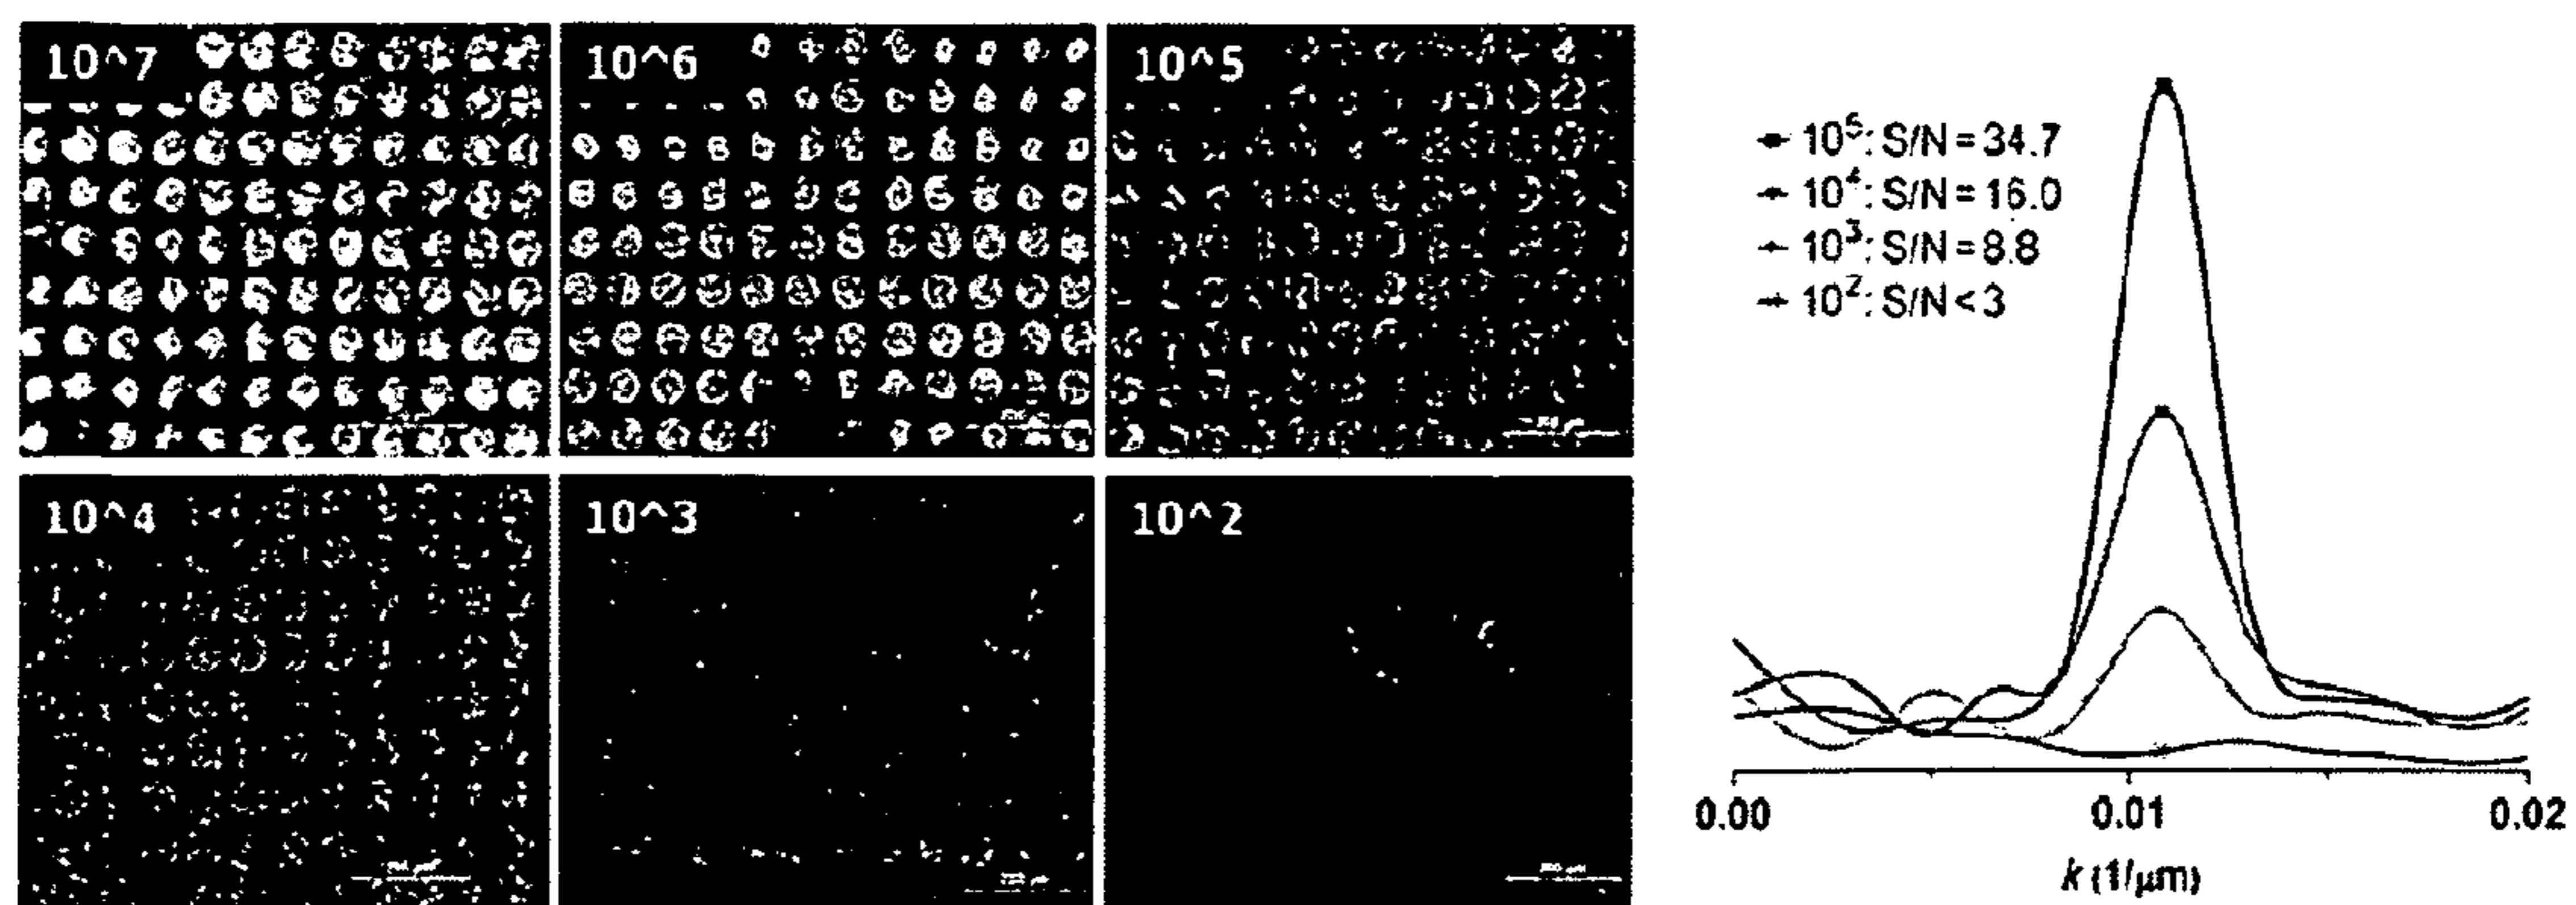 10^7
10^6
10^5
10⁵: S/N = 34.7
10⁴: S/N = 16.0
10³: S/N = 8.8
10²: S/N < 3
10^4
10^3
10^2
0.00
0.01
0.02
k (1/μm)